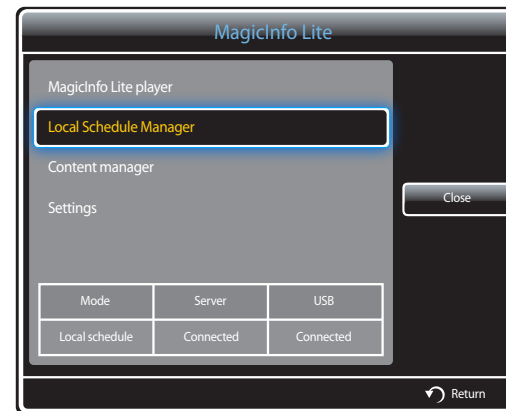 MagicInfo Lite
MagicInfo Lite player
Local Schedule Manager
Content manager
Settings
Close
Mode Server USB
Local schedule Connected Connected
Return